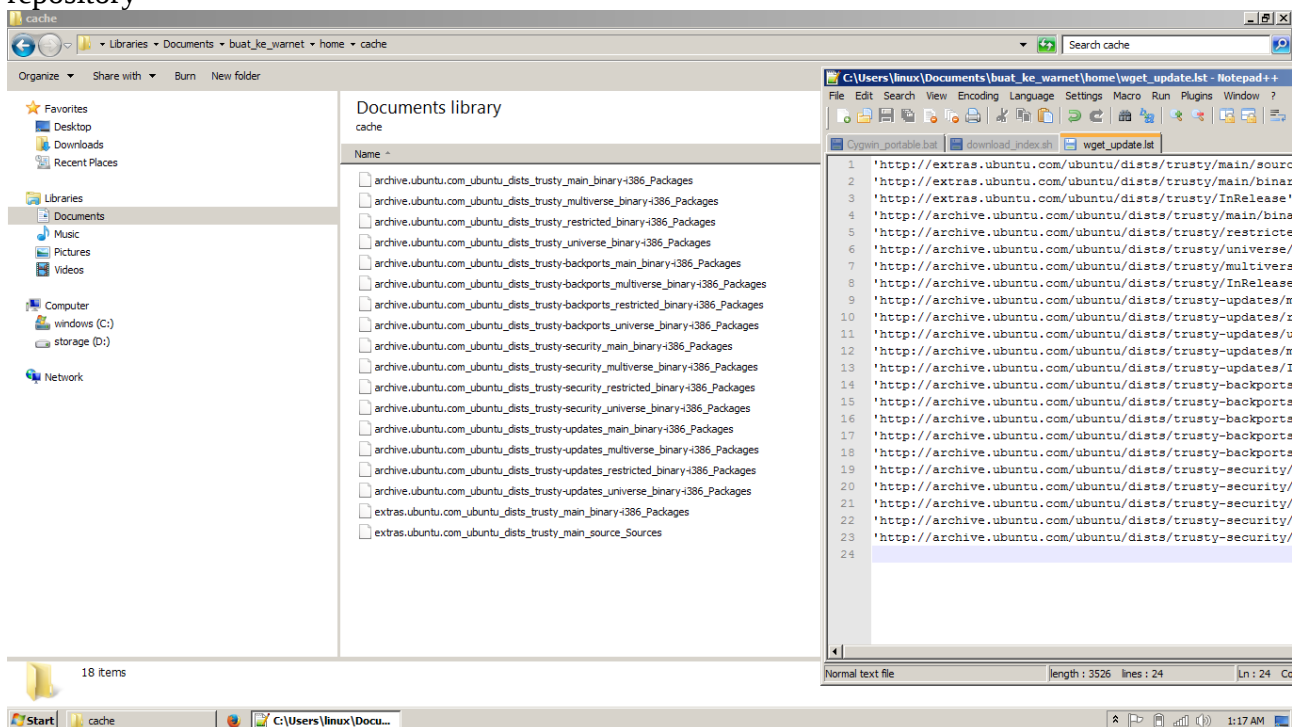 repository
cache
Libraries Documents buat_ke_warnet home cache
Search cache
Organize Share with Burn New folder
Favorites
Desktop
Downloads
Recent Places
Libraries
Documents
Music
Pictures
Videos
Computer
windows (C:)
storage (D:)
Network
Documents library
cache
Name
archive.ubuntu.com_ubuntu_dists_trusty_main_binary-i386_Packages
archive.ubuntu.com_ubuntu_dists_trusty_multiverse_binary-i386_Packages
archive.ubuntu.com_ubuntu_dists_trusty_restricted_binary-i386_Packages
archive.ubuntu.com_ubuntu_dists_trusty_universe_binary-i386_Packages
archive.ubuntu.com_ubuntu_dists_trusty-backports_main_binary-i386_Packages
archive.ubuntu.com_ubuntu_dists_trusty-backports_multiverse_binary-i386_Packages
archive.ubuntu.com_ubuntu_dists_trusty-backports_restricted_binary-i386_Packages
archive.ubuntu.com_ubuntu_dists_trusty-backports_universe_binary-i386_Packages
archive.ubuntu.com_ubuntu_dists_trusty-security_main_binary-i386_Packages
archive.ubuntu.com_ubuntu_dists_trusty-security_multiverse_binary-i386_Packages
archive.ubuntu.com_ubuntu_dists_trusty-security_restricted_binary-i386_Packages
archive.ubuntu.com_ubuntu_dists_trusty-security_universe_binary-i386_Packages
archive.ubuntu.com_ubuntu_dists_trusty-updates_main_binary-i386_Packages
archive.ubuntu.com_ubuntu_dists_trusty-updates_multiverse_binary-i386_Packages
archive.ubuntu.com_ubuntu_dists_trusty-updates_restricted_binary-i386_Packages
archive.ubuntu.com_ubuntu_dists_trusty-updates_universe_binary-i386_Packages
extras.ubuntu.com_ubuntu_dists_trusty_main_binary-i386_Packages
extras.ubuntu.com_ubuntu_dists_trusty_main_source_Sources
18 items
C:\Users\linux\Documents\buat_ke_warnet\home\wget_update.lst - Notepad++
File Edit Search View Encoding Language Settings Macro Run Plugins Window ?
Cygwin_portable.bat download_index.sh wget_update.lst
1 'http://extras.ubuntu.com/ubuntu/dists/trusty/main/sourc
2 'http://extras.ubuntu.com/ubuntu/dists/trusty/main/binar
3 'http://extras.ubuntu.com/ubuntu/dists/trusty/InRelease'
4 'http://archive.ubuntu.com/ubuntu/dists/trusty/main/bina
5 'http://archive.ubuntu.com/ubuntu/dists/trusty/restricte
6 'http://archive.ubuntu.com/ubuntu/dists/trusty/universe/
7 'http://archive.ubuntu.com/ubuntu/dists/trusty/multivers
8 'http://archive.ubuntu.com/ubuntu/dists/trusty/InRelease
9 'http://archive.ubuntu.com/ubuntu/dists/trusty-updates/m
10 'http://archive.ubuntu.com/ubuntu/dists/trusty-updates/r
11 'http://archive.ubuntu.com/ubuntu/dists/trusty-updates/u
12 'http://archive.ubuntu.com/ubuntu/dists/trusty-updates/m
13 'http://archive.ubuntu.com/ubuntu/dists/trusty-updates/I
14 'http://archive.ubuntu.com/ubuntu/dists/trusty-backports
15 'http://archive.ubuntu.com/ubuntu/dists/trusty-backports
16 'http://archive.ubuntu.com/ubuntu/dists/trusty-backports
17 'http://archive.ubuntu.com/ubuntu/dists/trusty-backports
18 'http://archive.ubuntu.com/ubuntu/dists/trusty-backports
19 'http://archive.ubuntu.com/ubuntu/dists/trusty-security/
20 'http://archive.ubuntu.com/ubuntu/dists/trusty-security/
21 'http://archive.ubuntu.com/ubuntu/dists/trusty-security/
22 'http://archive.ubuntu.com/ubuntu/dists/trusty-security/
23 'http://archive.ubuntu.com/ubuntu/dists/trusty-security/
24
Normal text file length : 3526 lines : 24 Ln : 24 Co
Start cache C:\Users\linux\Docu... 1:17 AM